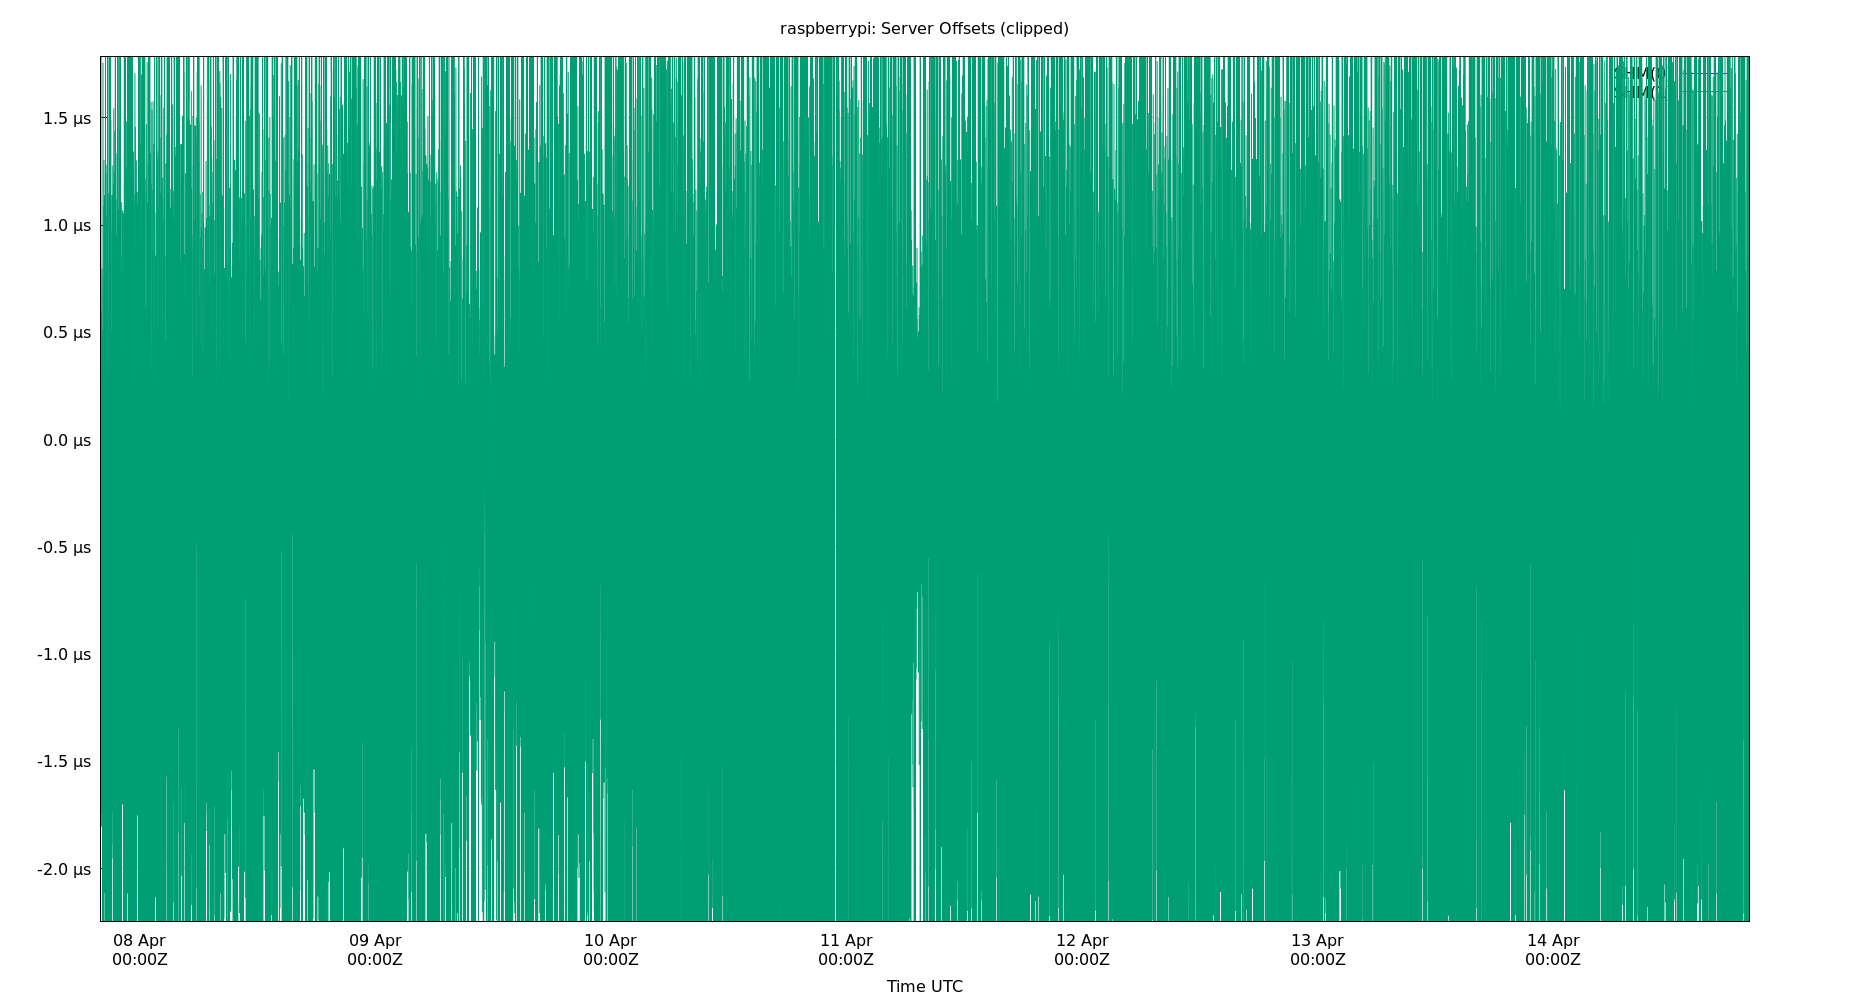 raspberrypi: Server Offsets (clipped)
SHM(0)
1.5 µs
1.0 µs
0.5 µs
0.0 µs
-0.5 µs
-1.0 µs
-1.5 µs
-2.0 µs
08 Apr 09 Apr 10 Apr 11 Apr 12 Apr 13 Apr 14 Apr
00:00Z 00:00Z 00:00Z 00:00Z 00:00Z 00:00Z 00:00Z
Time UTC